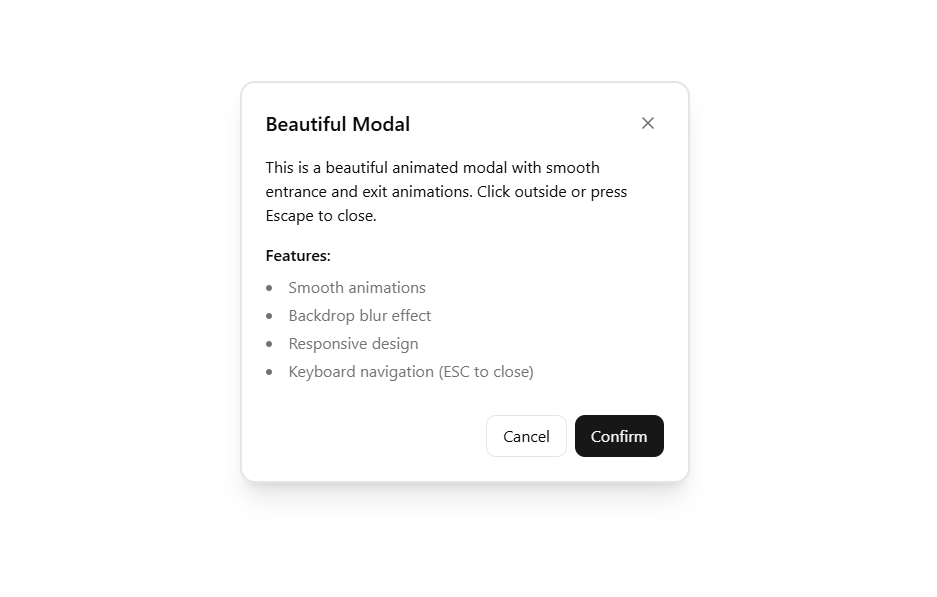 Beautiful Modal
This is a beautiful animated modal with smooth
entrance and exit animations. Click outside or press
Escape to close.
Features:
• Smooth animations
• Backdrop blur effect
• Responsive design
• Keyboard navigation (ESC to close)
Cancel Confirm